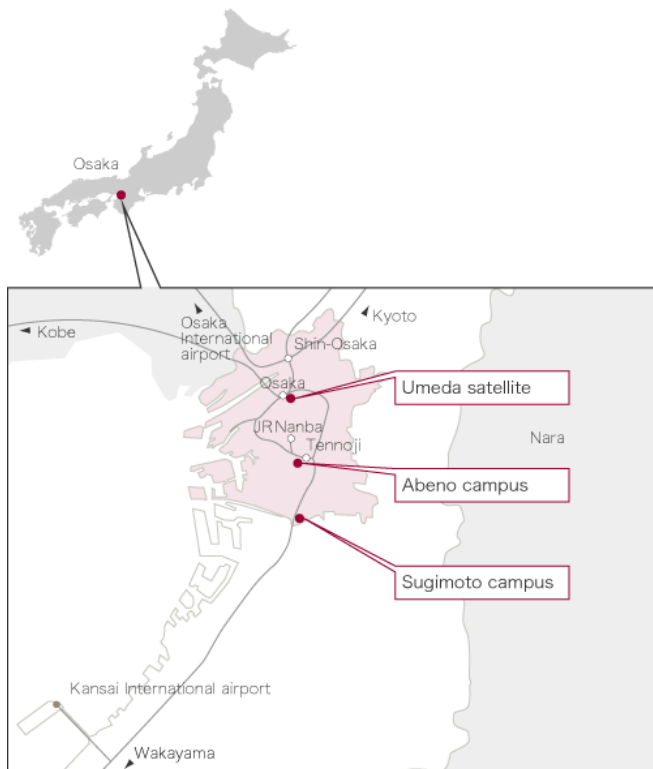 Osaka
Kobe
Osaka
International
airport
Kyoto
Shin-Osaka
Osaka
Umeda satellite
JR Nanba
Tennoji
Nara
Abeno campus
Sugimoto campus
Kansai International airport
Wakayama